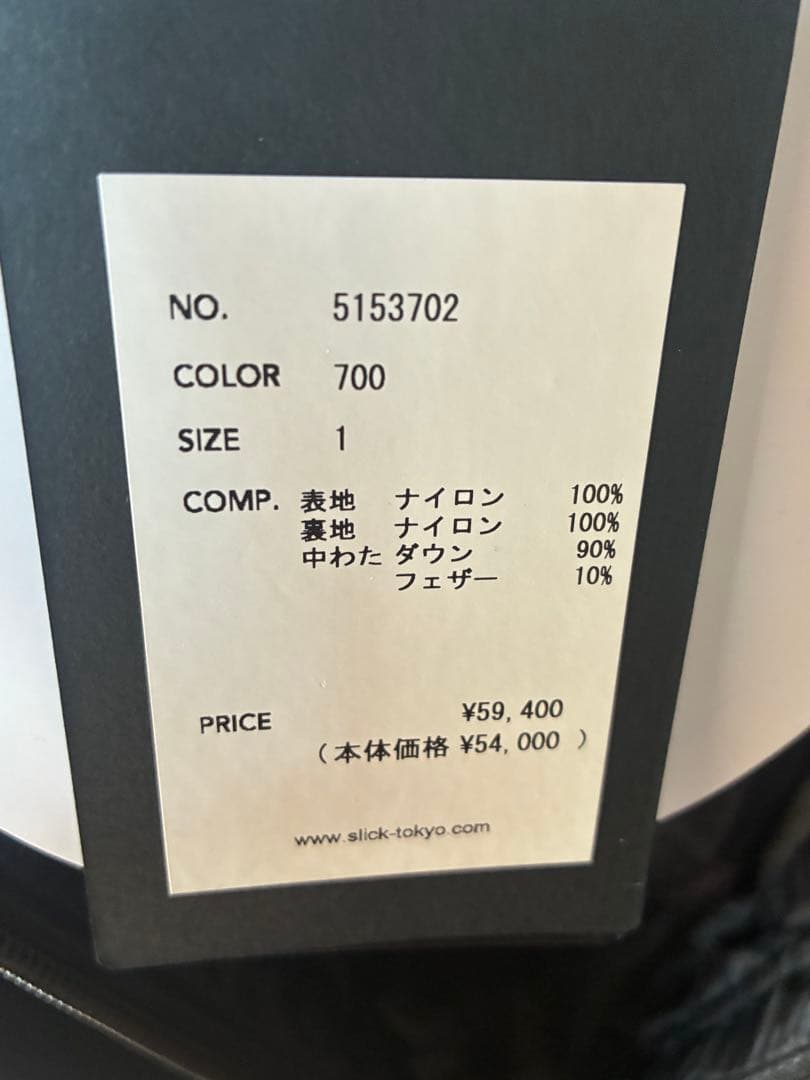 NO. 5153702
COLOR 700
SIZE 1
COMP. 表地 ナイロン 100%
裏地 ナイロン 100%
中わた ダウン 90%
フェザー 10%
PRICE ¥59,400
(本体価格 ¥54,000 )
www.slick-tokyo.com